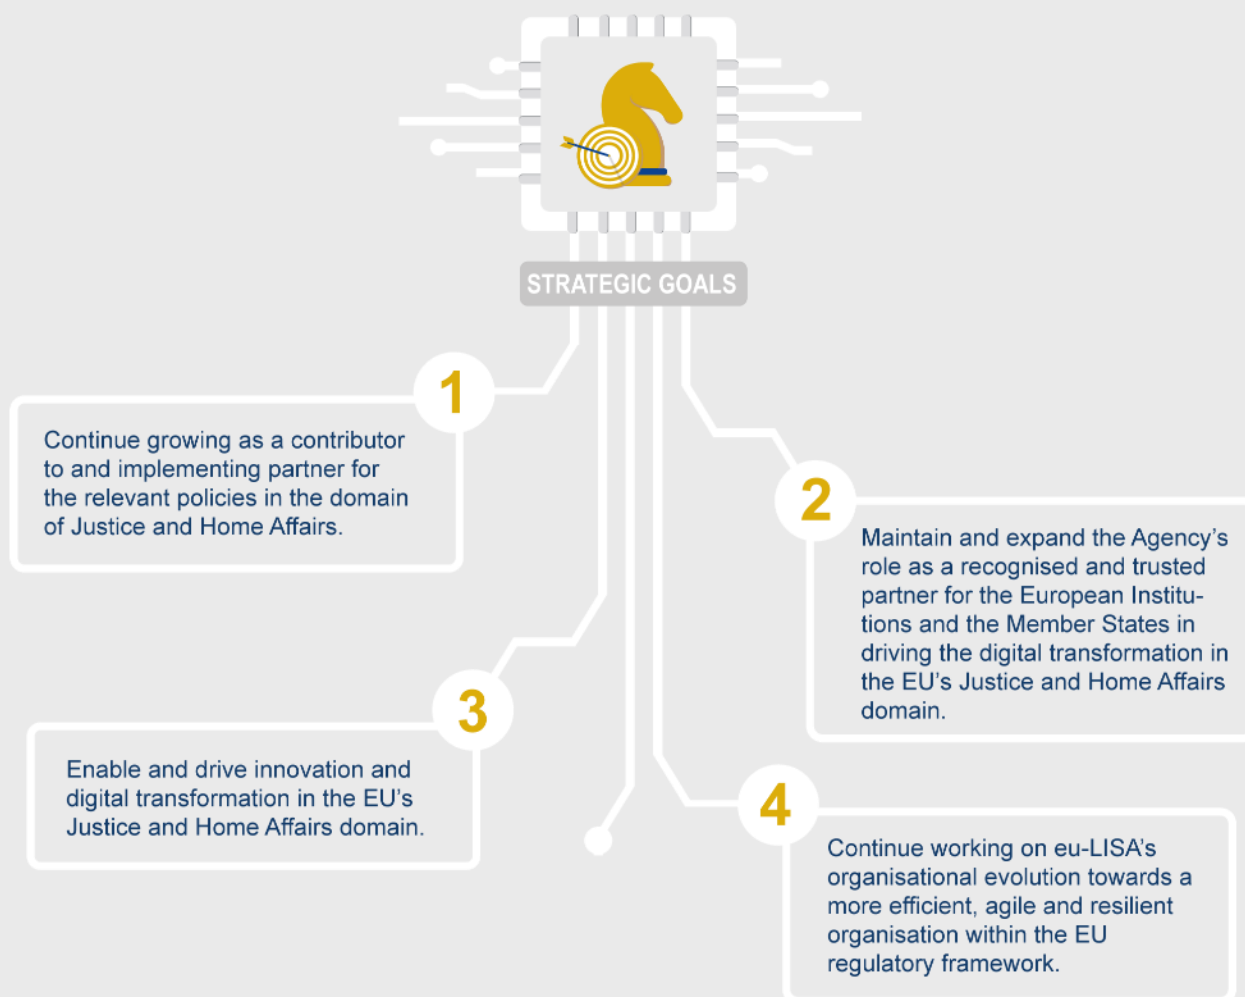 STRATEGIC GOALS
1
Continue growing as a contributor
to and implementing partner for
the relevant policies in the domain
of Justice and Home Affairs.
2
Maintain and expand the Agency’s
role as a recognised and trusted
partner for the European Institu-
tions and the Member States in
driving the digital transformation in
the EU’s Justice and Home Affairs
domain.
3
Enable and drive innovation and
digital transformation in the EU’s
Justice and Home Affairs domain.
4
Continue working on eu-LISA’s
organisational evolution towards a
more efficient, agile and resilient
organisation within the EU
regulatory framework.